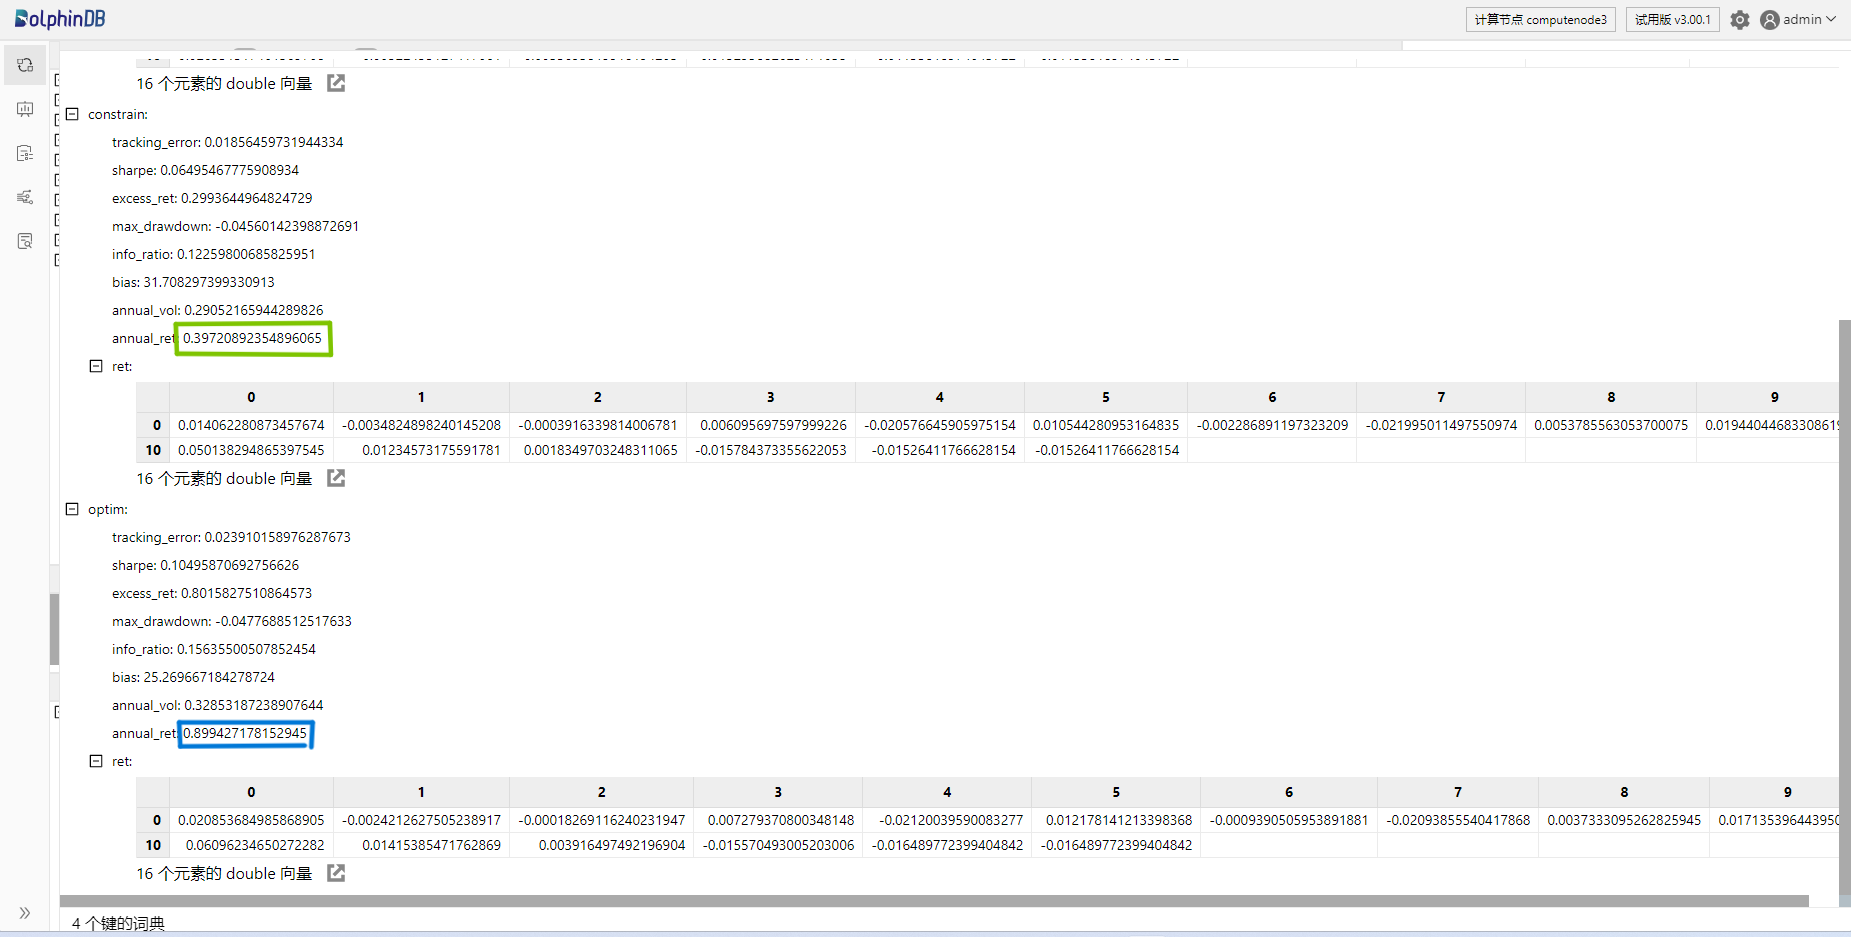 DolphinDB
计算节点 computenode3
试用版 v3.00.1
admin
16 个元素的 double 向量
constrain:
tracking_error: 0.01856459731944334
sharpe: 0.06495467775908934
excess_ret: 0.2993644964824729
max_drawdown: -0.04560142398872691
info_ratio: 0.12259800685825951
bias: 31.708297399330913
annual_vol: 0.29052165944289826
annual_ret: 0.39720892354896065
ret:
0 1 2 3 4 5 6 7 8 9
0 0.014062280873457674 -0.0034824898240145208 -0.0003916339814006781 0.006095697597999226 -0.020576645905975154 0.010544280953164835 -0.002286891197323209 -0.021995011497550974 0.0053785563053700075 0.01944044683308619
10 0.050138294865397545 0.01234573175591781 0.0018349703248311065 -0.015784373355622053 -0.01526411766628154 -0.01526411766628154
16 个元素的 double 向量
optim:
tracking_error: 0.023910158976287673
sharpe: 0.10495870692756626
excess_ret: 0.8015827510864573
max_drawdown: -0.0477688512517633
info_ratio: 0.15635500507852454
bias: 25.269667184278724
annual_vol: 0.32853187238907644
annual_ret: 0.899427178152945
ret:
0 1 2 3 4 5 6 7 8 9
0 0.020853684985868905 -0.0024212627505238917 -0.00018269116240231947 0.007279370800348148 -0.02120039590083277 0.012178141213398368 -0.0009390505953891881 -0.02093855540417868 0.0037333095262825945 0.017135396443950
10 0.06096234650272282 0.01415385471762869 0.003916497492196904 -0.015570493005203006 -0.016489772399404842 -0.016489772399404842
16 个元素的 double 向量
4 个键的词典